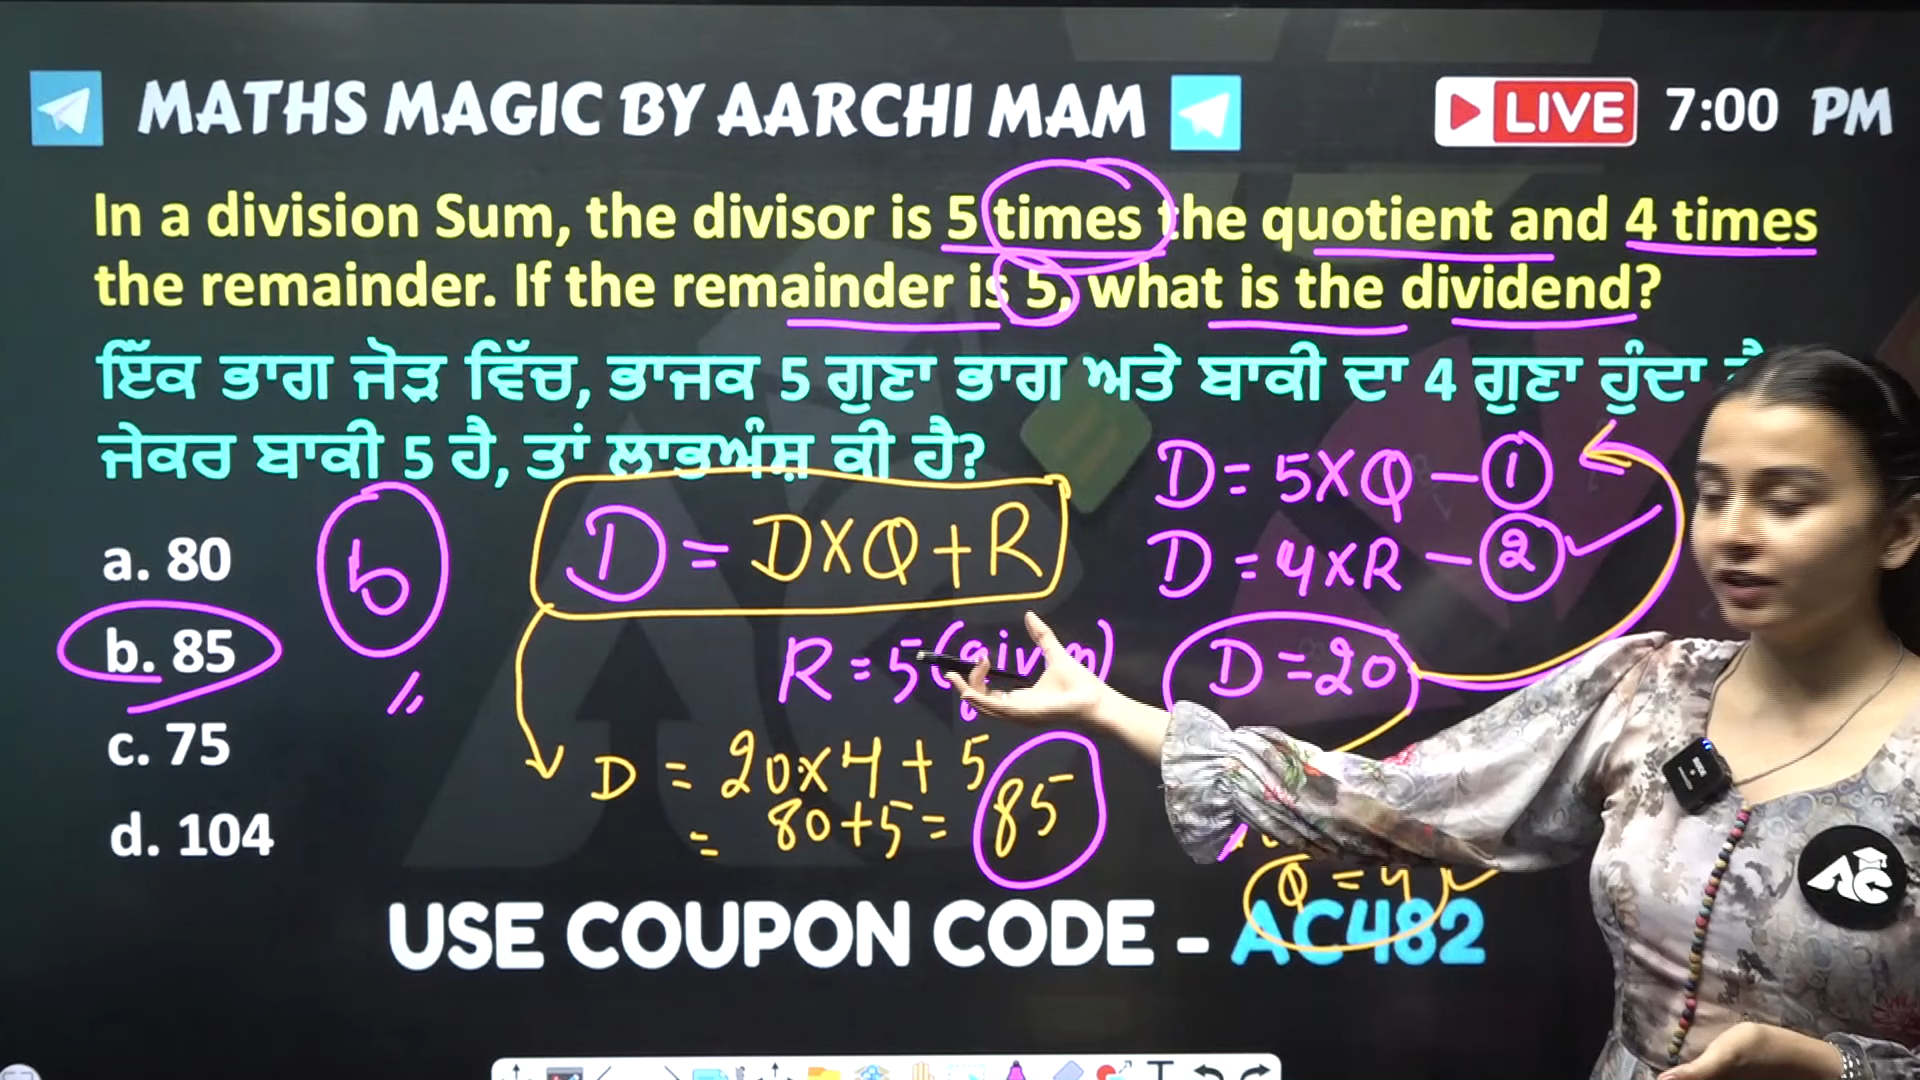 MATHS MAGIC BY AARCHI MAM
LIVE 7:00 PM
In a division Sum, the divisor is 5 times the quotient and 4 times
the remainder. If the remainder is 5, what is the dividend?
ਇੱਕ ਭਾਗ ਜੋੜ ਵਿੱਚ, ਭਾਜਕ 5 ਗੁਣਾ ਭਾਗ ਅਤੇ ਬਾਕੀ ਦਾ 4 ਗੁਣਾ ਹੁੰਦਾ
ਜੇਕਰ ਬਾਕੀ 5 ਹੈ, ਤਾਂ ਲਾਭਅੰਸ਼ ਕੀ ਹੈ?
a. 80
b. 85
c. 75
d. 104
b
D = D×Q+R
R = 5 (given)
D = 20×4+5
= 80+5 = 85
D = 5×Q – 1
D = 4×R – 2
D = 20
Q = 4
USE COUPON CODE - AC482
AC